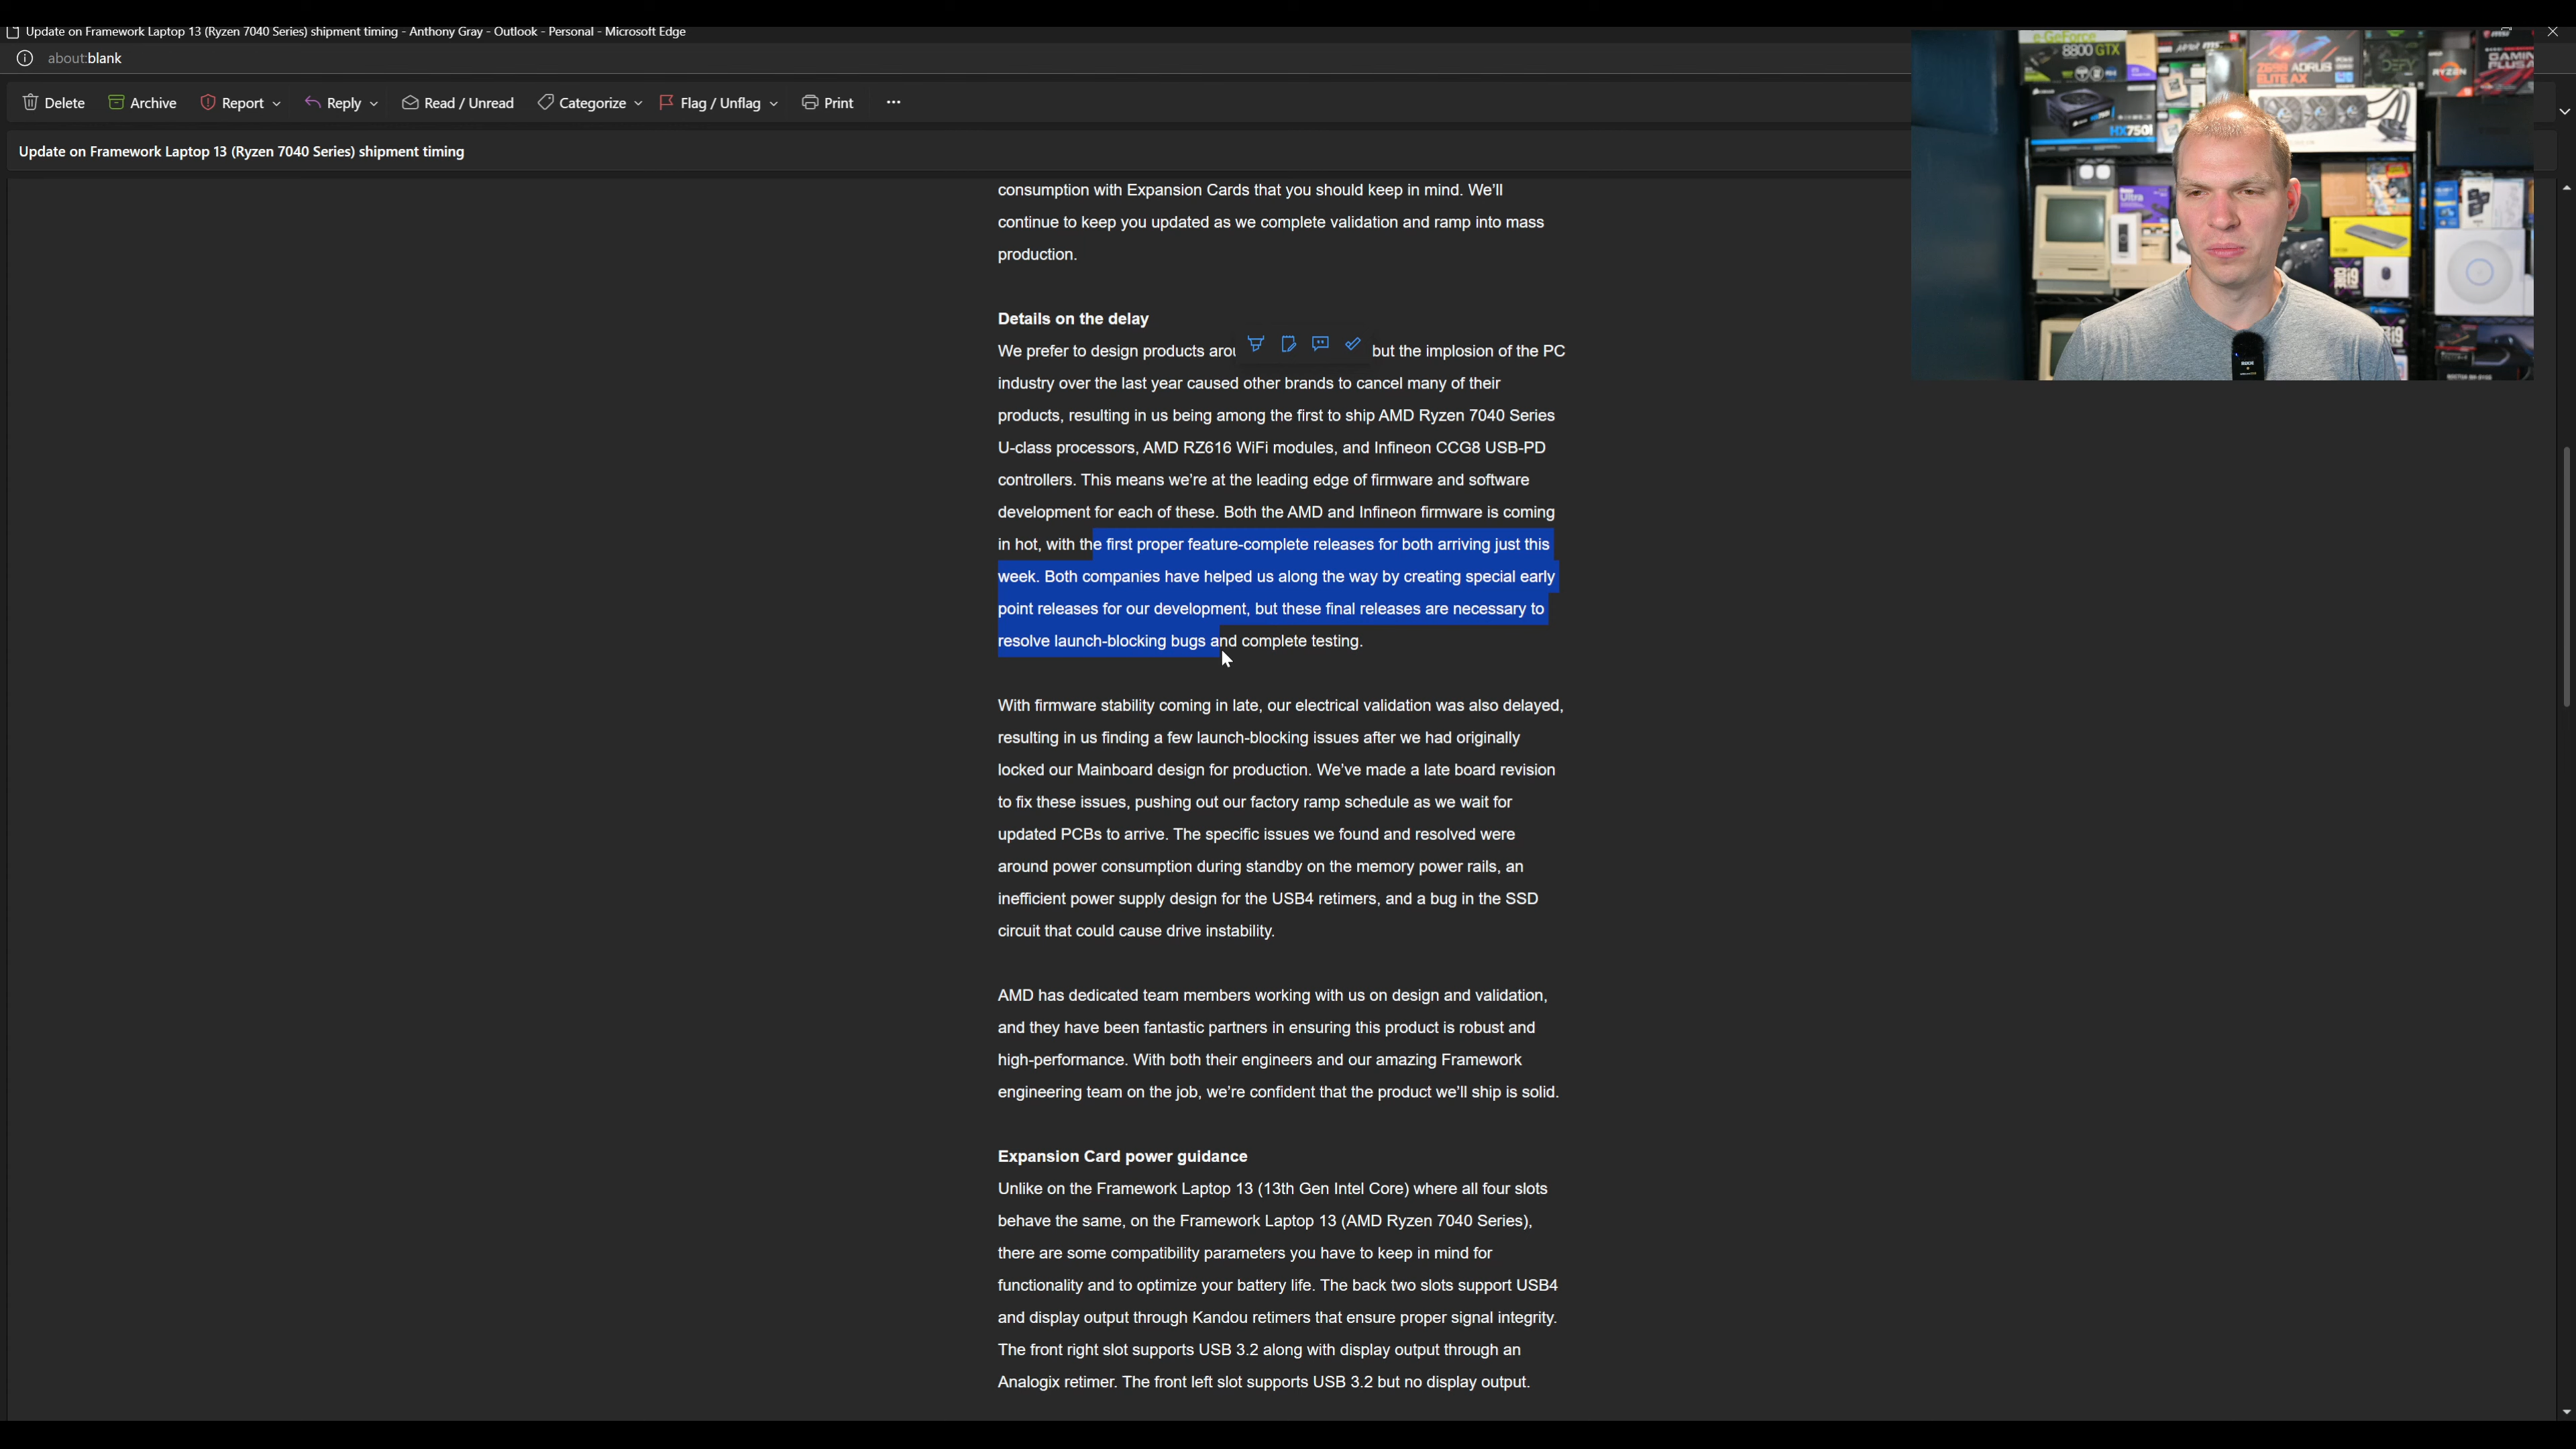 Update on Framework Laptop 13 (Ryzen 7040 Series) shipment timing - Anthony Gray - Outlook - Personal - Microsoft Edge
about:blank
Delete Archive Report Reply Read / Unread Categorize Flag / Unflag Print ...
Update on Framework Laptop 13 (Ryzen 7040 Series) shipment timing
e-GeForce
8800 GTX
Z690 AORUS
ELITE AX
RYZEN
GAMING
HX750i
Ultra
consumption with Expansion Cards that you should keep in mind. We'll
continue to keep you updated as we complete validation and ramp into mass
production.
Details on the delay
We prefer to design products arou but the implosion of the PC
industry over the last year caused other brands to cancel many of their
products, resulting in us being among the first to ship AMD Ryzen 7040 Series
U-class processors, AMD RZ616 WiFi modules, and Infineon CCG8 USB-PD
controllers. This means we're at the leading edge of firmware and software
development for each of these. Both the AMD and Infineon firmware is coming
in hot, with the first proper feature-complete releases for both arriving just this
week. Both companies have helped us along the way by creating special early
point releases for our development, but these final releases are necessary to
resolve launch-blocking bugs and complete testing.
With firmware stability coming in late, our electrical validation was also delayed,
resulting in us finding a few launch-blocking issues after we had originally
locked our Mainboard design for production. We've made a late board revision
to fix these issues, pushing out our factory ramp schedule as we wait for
updated PCBs to arrive. The specific issues we found and resolved were
around power consumption during standby on the memory power rails, an
inefficient power supply design for the USB4 retimers, and a bug in the SSD
circuit that could cause drive instability.
AMD has dedicated team members working with us on design and validation,
and they have been fantastic partners in ensuring this product is robust and
high-performance. With both their engineers and our amazing Framework
engineering team on the job, we're confident that the product we'll ship is solid.
Expansion Card power guidance
Unlike on the Framework Laptop 13 (13th Gen Intel Core) where all four slots
behave the same, on the Framework Laptop 13 (AMD Ryzen 7040 Series),
there are some compatibility parameters you have to keep in mind for
functionality and to optimize your battery life. The back two slots support USB4
and display output through Kandou retimers that ensure proper signal integrity.
The front right slot supports USB 3.2 along with display output through an
Analogix retimer. The front left slot supports USB 3.2 but no display output.